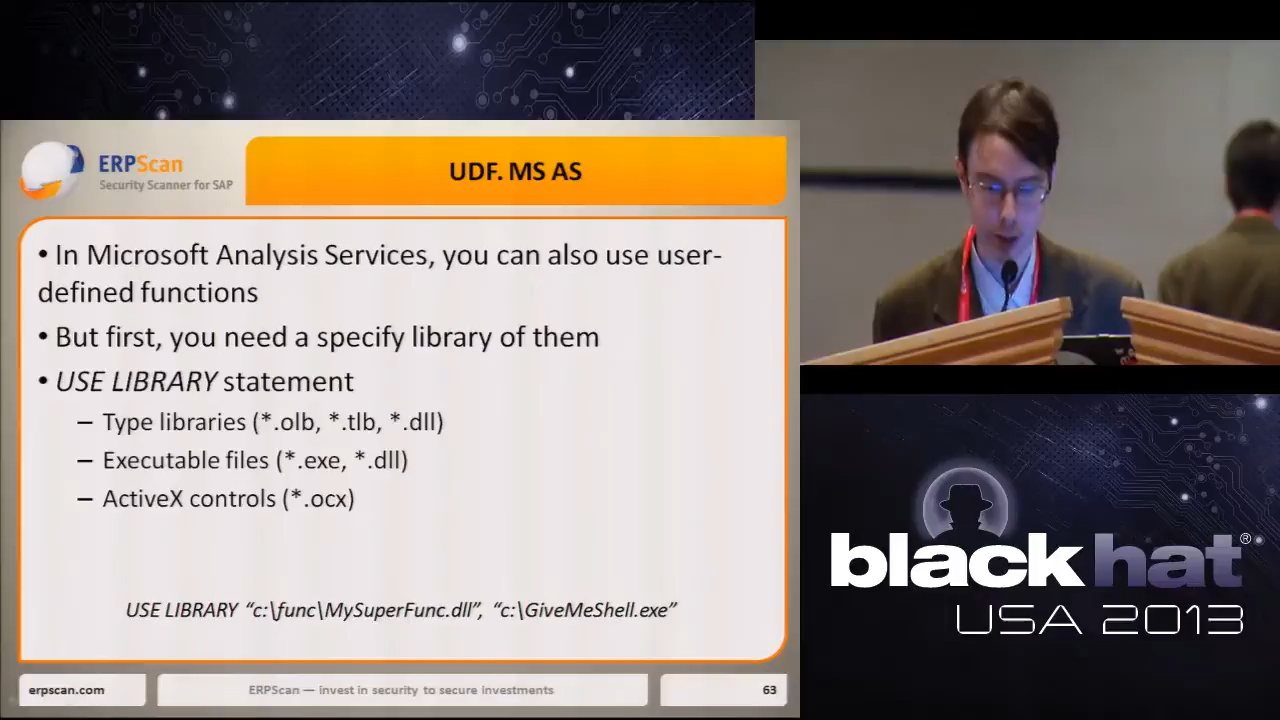 ERPScan
Security Scanner for SAP
UDF. MS AS
• In Microsoft Analysis Services, you can also use user-
defined functions
• But first, you need a specify library of them
• USE LIBRARY statement
– Type libraries (*.olb, *.tlb, *.dll)
– Executable files (*.exe, *.dll)
– ActiveX controls (*.ocx)
USE LIBRARY “c:\func\MySuperFunc.dll”, “c:\GiveMeShell.exe”
erpscan.com
ERPScan — invest in security to secure investments
63
blackhat®
USA 2013